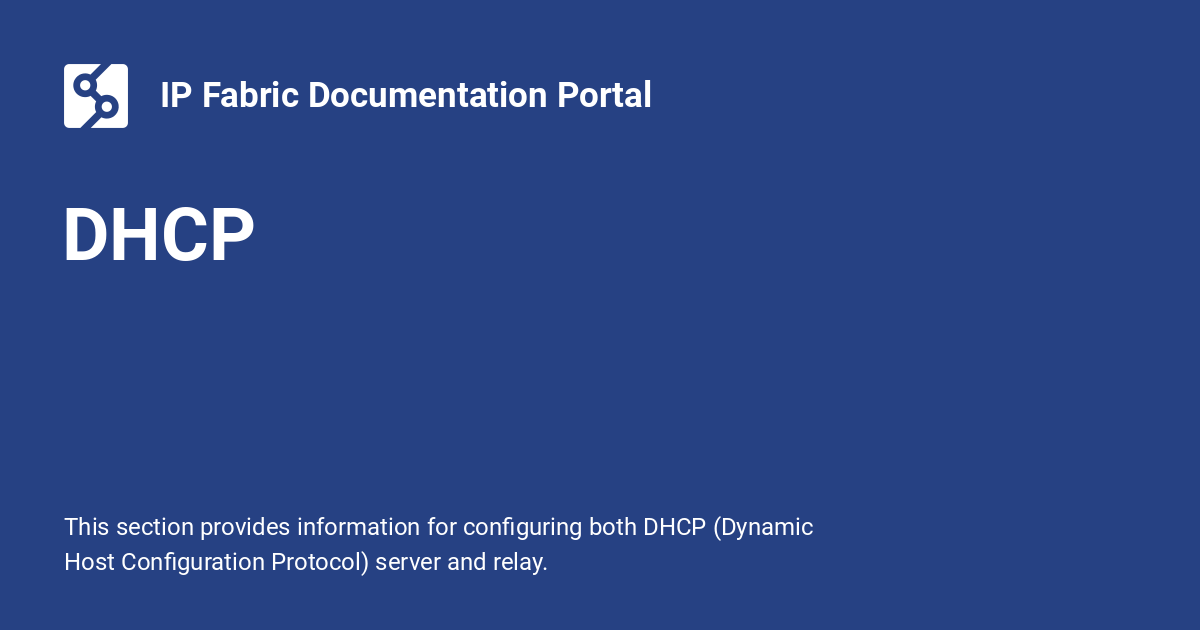 IP Fabric Documentation Portal
DHCP
This section provides information for configuring both DHCP (Dynamic
Host Configuration Protocol) server and relay.